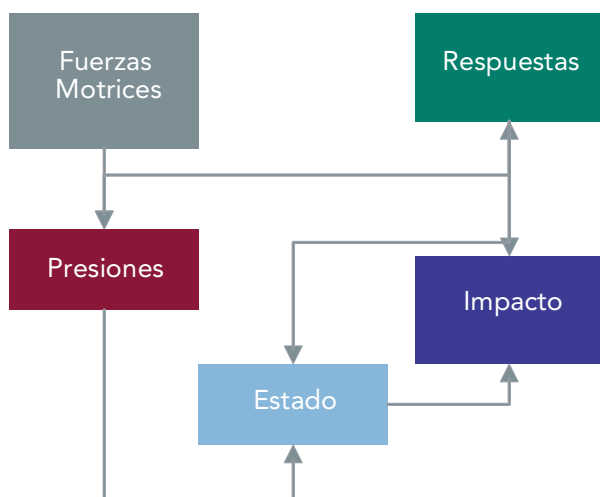 Fuerzas
Motrices
Respuestas
Presiones
Impacto
Estado